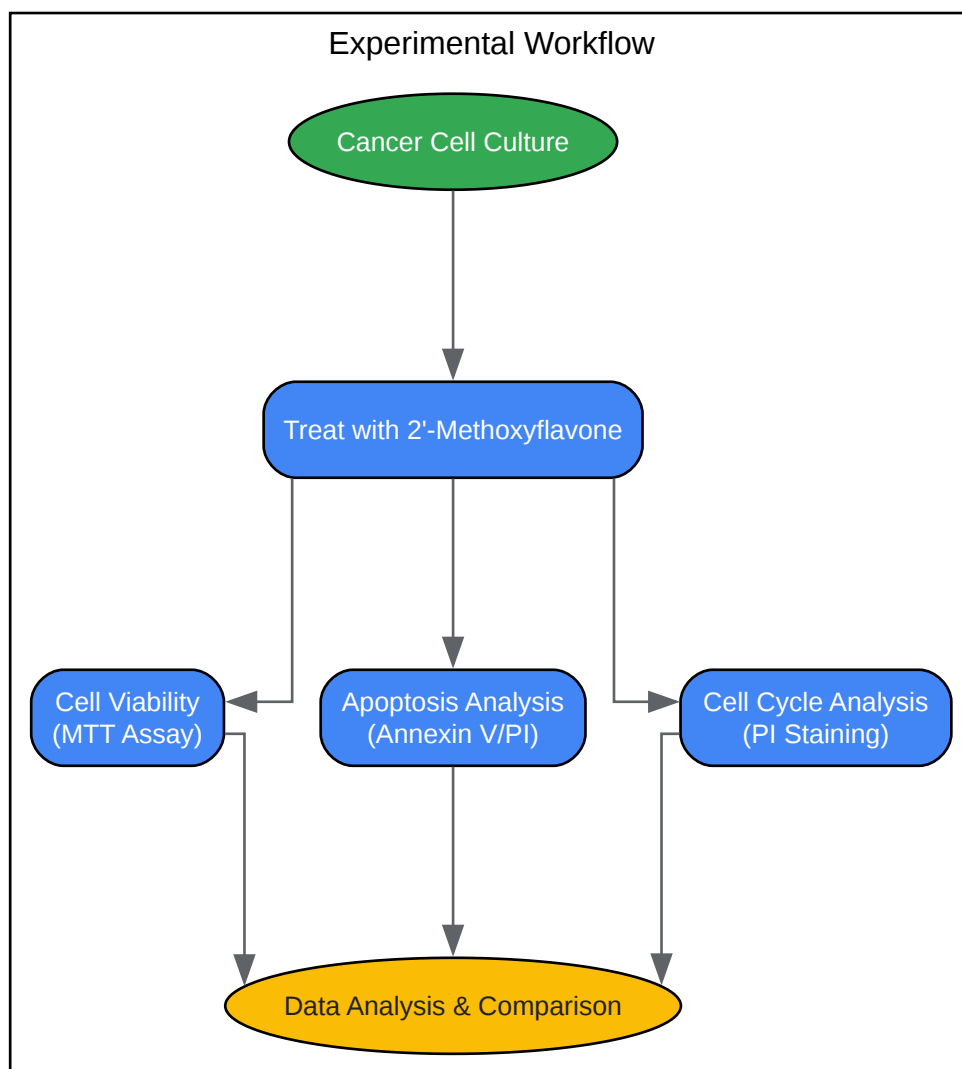 Experimental Workflow
Cancer Cell Culture
Treat with 2'-Methoxyflavone
Cell Viability
(MTT Assay)
Apoptosis Analysis
(Annexin V/PI)
Cell Cycle Analysis
(PI Staining)
Data Analysis & Comparison